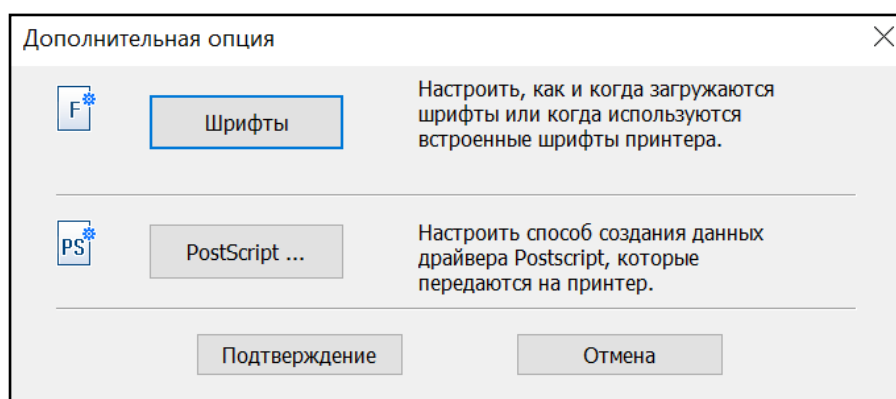 Дополнительная опция
F
Шрифты
Настроить, как и когда загружаются
шрифты или когда используются
встроенные шрифты принтера.
PS
PostScript ...
Настроить способ создания данных
драйвера Postscript, которые
передаются на принтер.
Подтверждение
Отмена